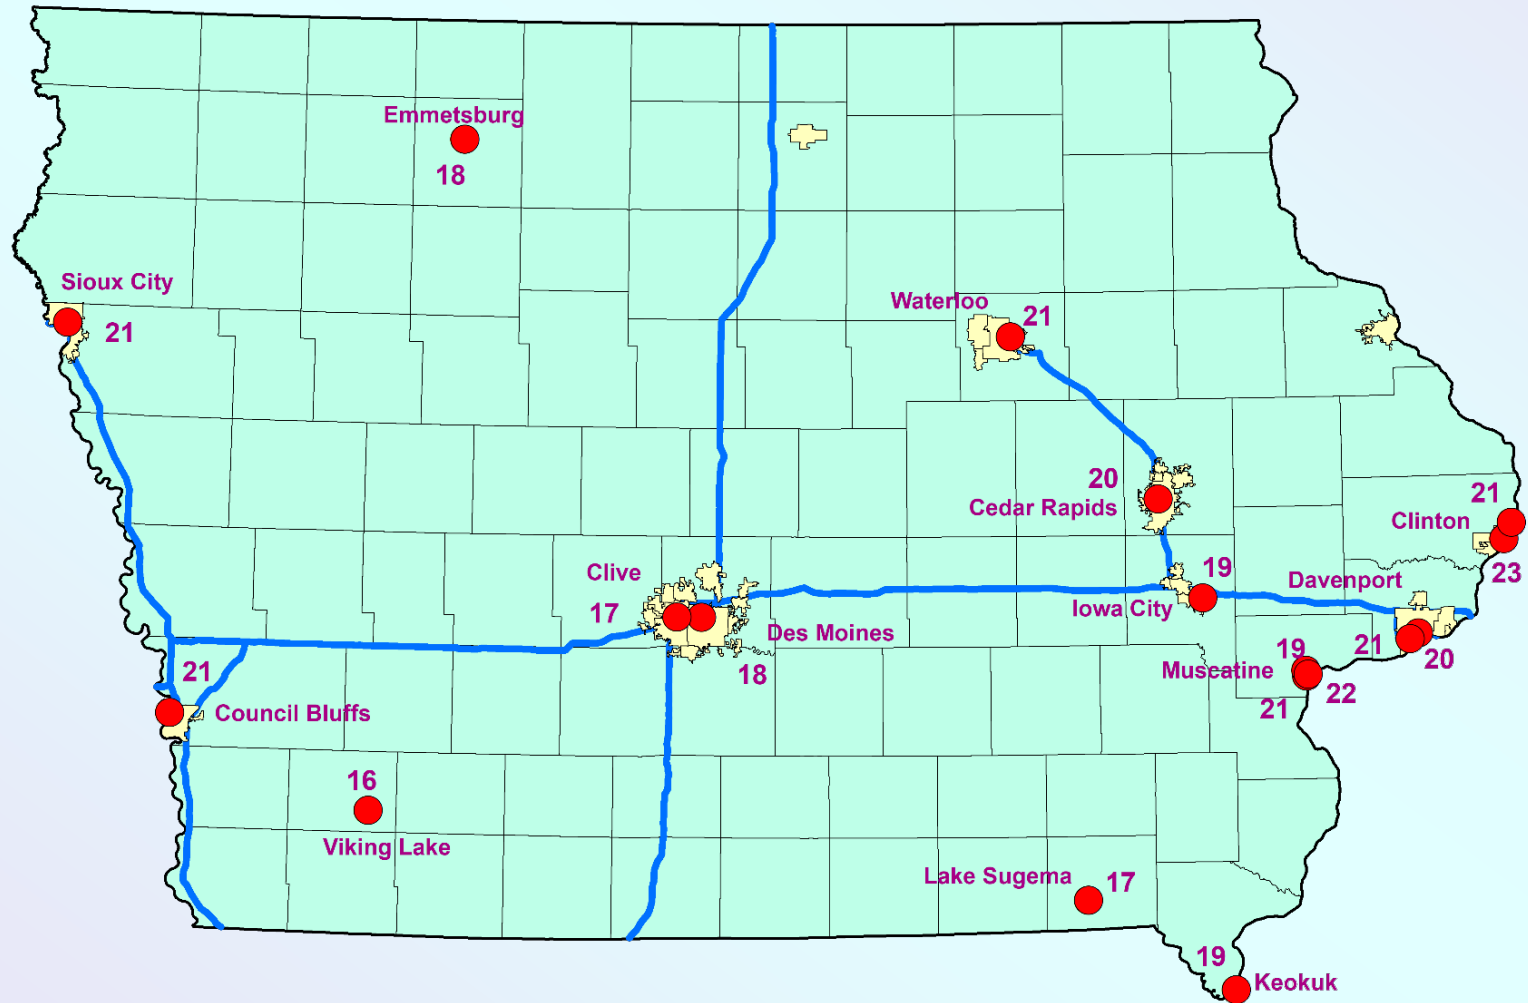 Emmetsburg
18
Sioux City
21
Waterloo
21
20
Cedar Rapids
21
Clinton
23
Clive
17
Des Moines
18
19
Iowa City
Davenport
21
20
19
Muscatine
22
21
21
Council Bluffs
16
Viking Lake
Lake Sugema
17
19
Keokuk